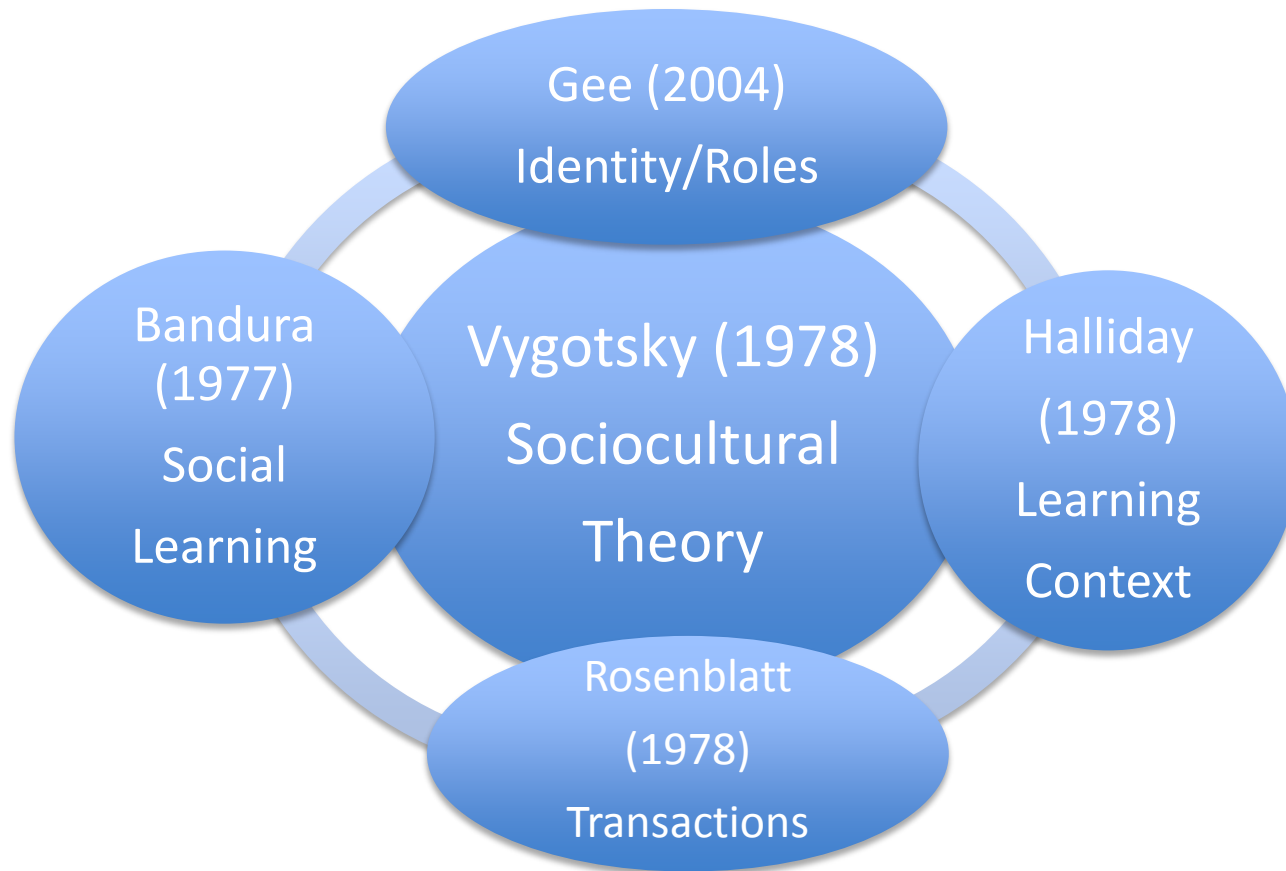 Gee (2004)
Identity/Roles
Bandura
(1977)
Social
Learning
Vygotsky (1978)
Sociocultural
Theory
Halliday
(1978)
Learning
Context
Rosenblatt
(1978)
Transactions